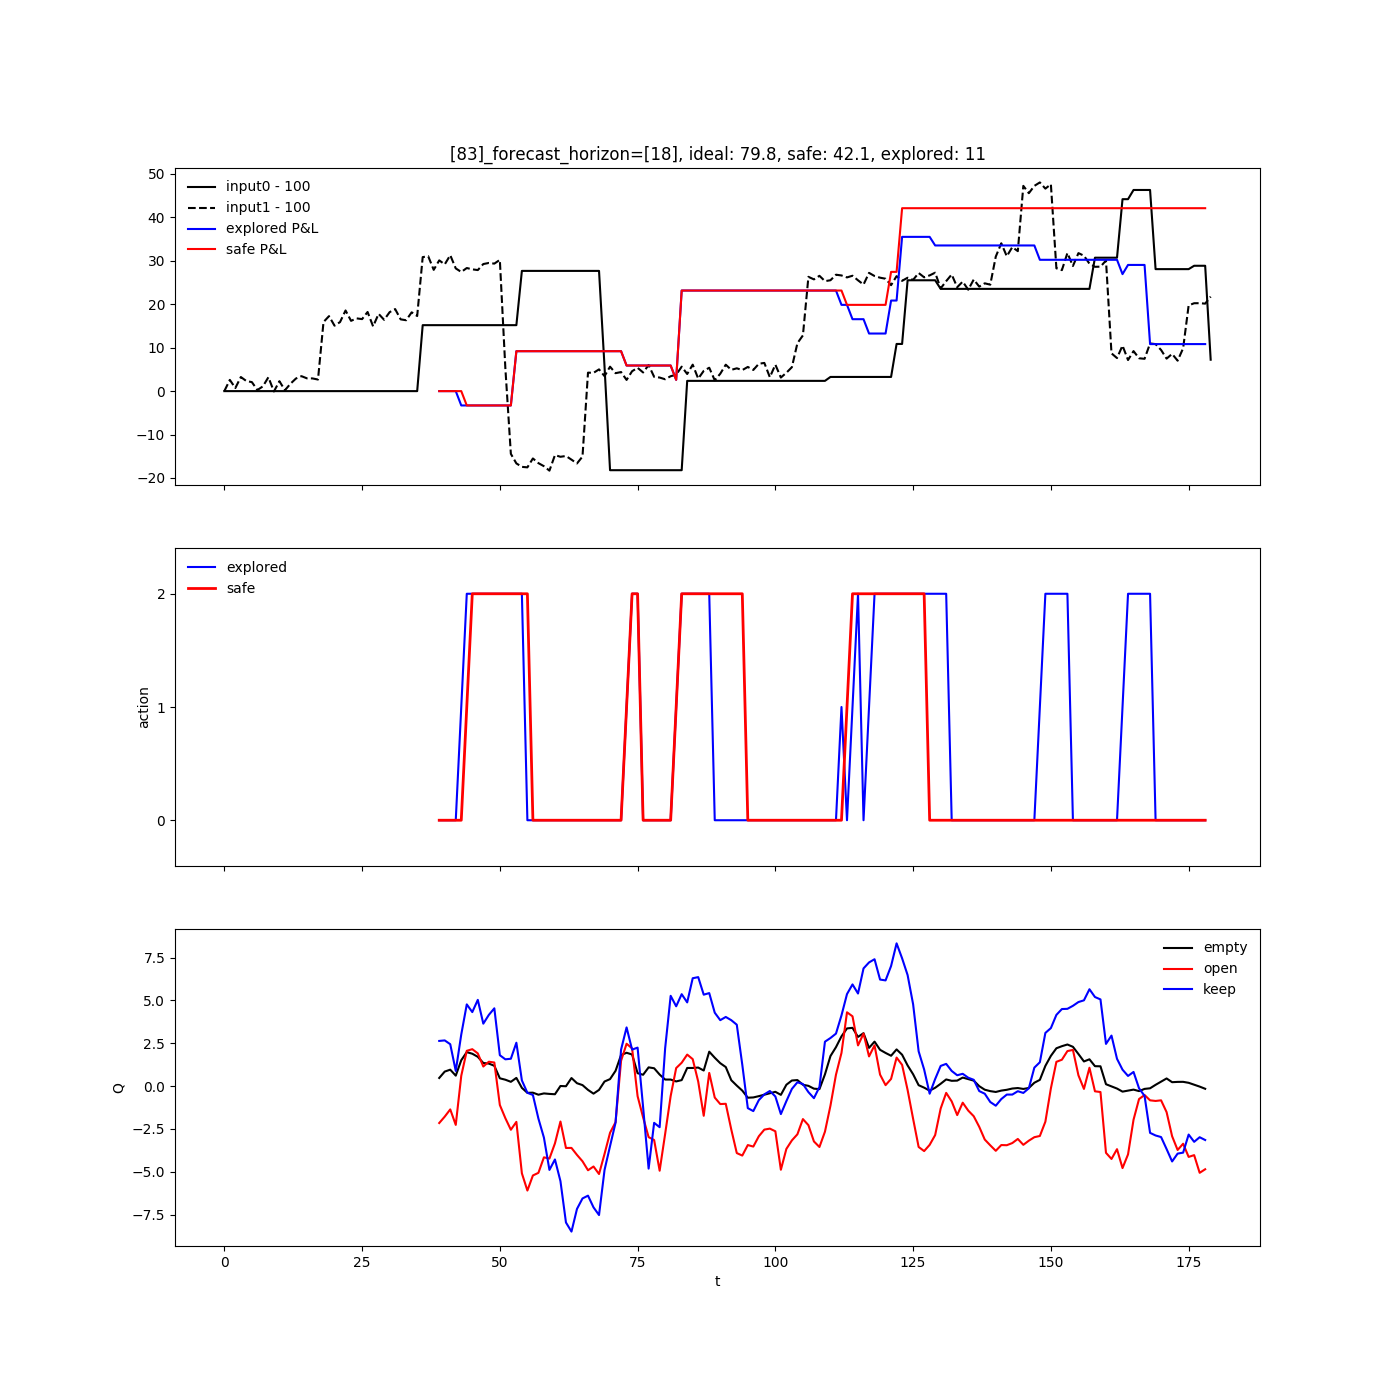 [83]_forecast_horizon=[18], ideal: 79.8, safe: 42.1, explored: 11
50
40
30
20
10
0
−10
−20
input0 - 100
input1 - 100
explored P&L
safe P&L
2
1
0
action
explored
safe
7.5
5.0
2.5
0.0
−2.5
−5.0
−7.5
Q
empty
open
keep
0 25 50 75 100 125 150 175
t